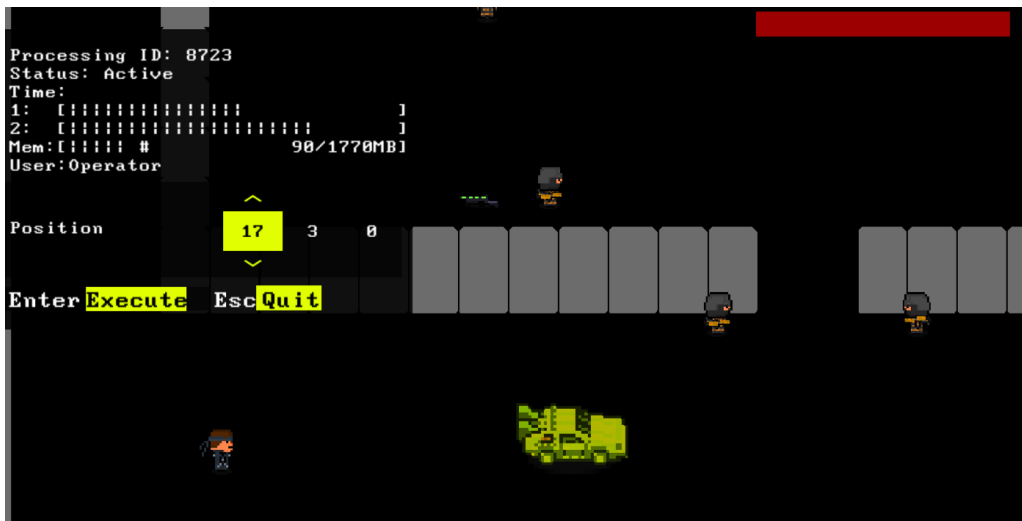 Processing ID: 8723
Status: Active
Time:
1: [||||||||||||||| ]
2: [||||||||||||||||||||| ]
Mem:[||||| # 90/1770MB]
User:Operator
Position 17 3 0
Enter Execute Esc Quit